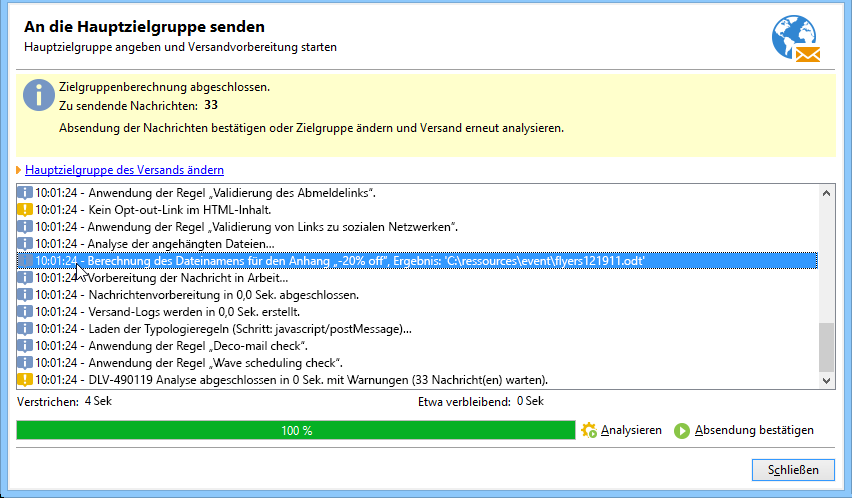 An die Hauptzielgruppe senden
Hauptzielgruppe angeben und Versandvorbereitung starten
Zielgruppenberechnung abgeschlossen.
Zu sendende Nachrichten: 33
Absendung der Nachrichten bestätigen oder Zielgruppe ändern und Versand erneut analysieren.
Hauptzielgruppe des Versands ändern
10:01:24 - Anwendung der Regel „Validierung des Abmeldelinks“.
10:01:24 - Kein Opt-out-Link im HTML-Inhalt.
10:01:24 - Anwendung der Regel „Validierung von Links zu sozialen Netzwerken“.
10:01:24 - Analyse der angehängten Dateien...
10:01:24 - Berechnung des Dateinamens für den Anhang „-20% off“, Ergebnis: 'C:\ressources\event\flyers121911.odt'
10:01:24 - Vorbereitung der Nachricht in Arbeit...
10:01:24 - Nachrichtenvorbereitung in 0,0 Sek. abgeschlossen.
10:01:24 - Versand-Logs werden in 0,0 Sek. erstellt.
10:01:24 - Laden der Typologieregeln (Schritt: javascript/postMessage)...
10:01:24 - Anwendung der Regel „Deco-mail check“.
10:01:24 - Anwendung der Regel „Wave scheduling check“.
10:01:24 - DLV-490119 Analyse abgeschlossen in 0 Sek. mit Warnungen (33 Nachricht(en) warten).
Verstrichen: 4 Sek Etwa verbleibend: 0 Sek
100 % Analysieren Absendung bestätigen
Schließen